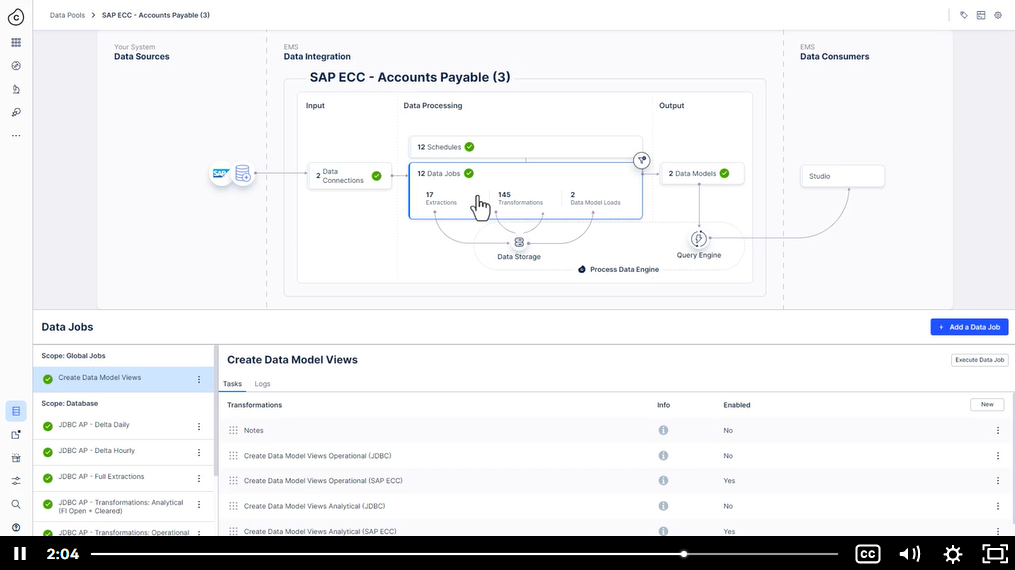 Data Pools > SAP ECC - Accounts Payable (3)
Your System
Data Sources
EMS
Data Integration
EMS
Data Consumers
SAP ECC - Accounts Payable (3)
Input
Data Processing
Output
12 Schedules
SAP
2 Data
Connections
12 Data Jobs
17
Extractions
145
Transformations
2
Data Model Loads
2 Data Models
Studio
Data Storage
Query Engine
Process Data Engine
Data Jobs
+ Add a Data Job
Scope: Global Jobs
Create Data Model Views
Scope: Database
JDBC AP - Delta Daily
JDBC AP - Delta Hourly
JDBC AP - Full Extractions
JDBC AP - Transformations: Analytical
(FI Open + Cleared)
JDBC AP - Transformations: Operational
Create Data Model Views
Execute Data Job
Tasks
Logs
Transformations
Info
Enabled
New
Notes
No
Create Data Model Views Operational (JDBC)
No
Create Data Model Views Operational (SAP ECC)
Yes
Create Data Model Views Analytical (JDBC)
No
Create Data Model Views Analytical (SAP ECC)
Yes
2:04
CC